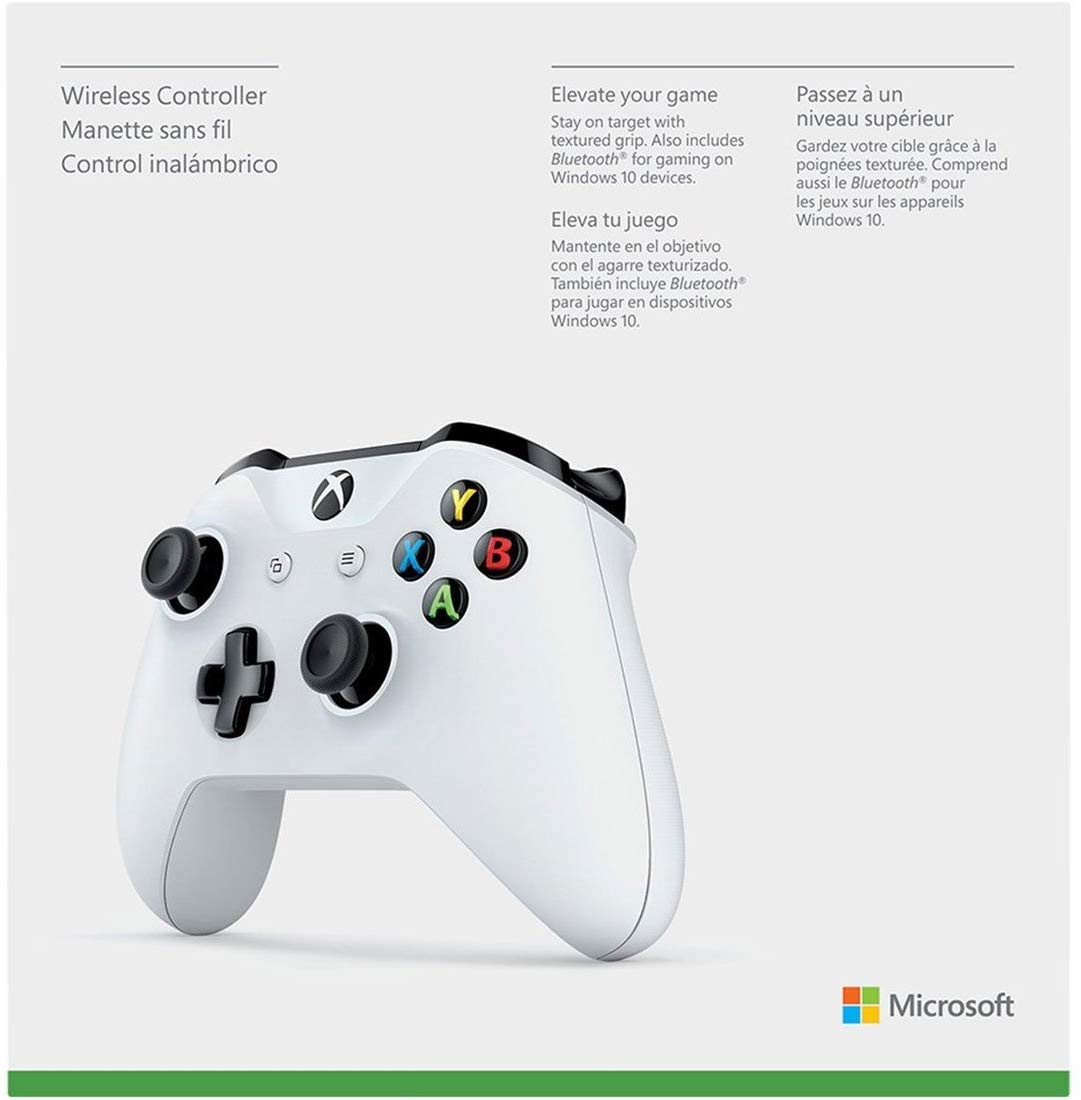 Wireless Controller
Manette sans fil
Control inalámbrico
Elevate your game
Stay on target with
textured grip. Also includes
Bluetooth® for gaming on
Windows 10 devices.
Eleva tu juego
Mantente en el objetivo
con el agarre texturizado.
También incluye Bluetooth®
para jugar en dispositivos
Windows 10.
Passez à un
niveau supérieur
Gardez votre cible grâce à la
poignées texturée. Comprend
aussi le Bluetooth® pour
les jeux sur les appareils
Windows 10.
Y
X
B
A
Microsoft